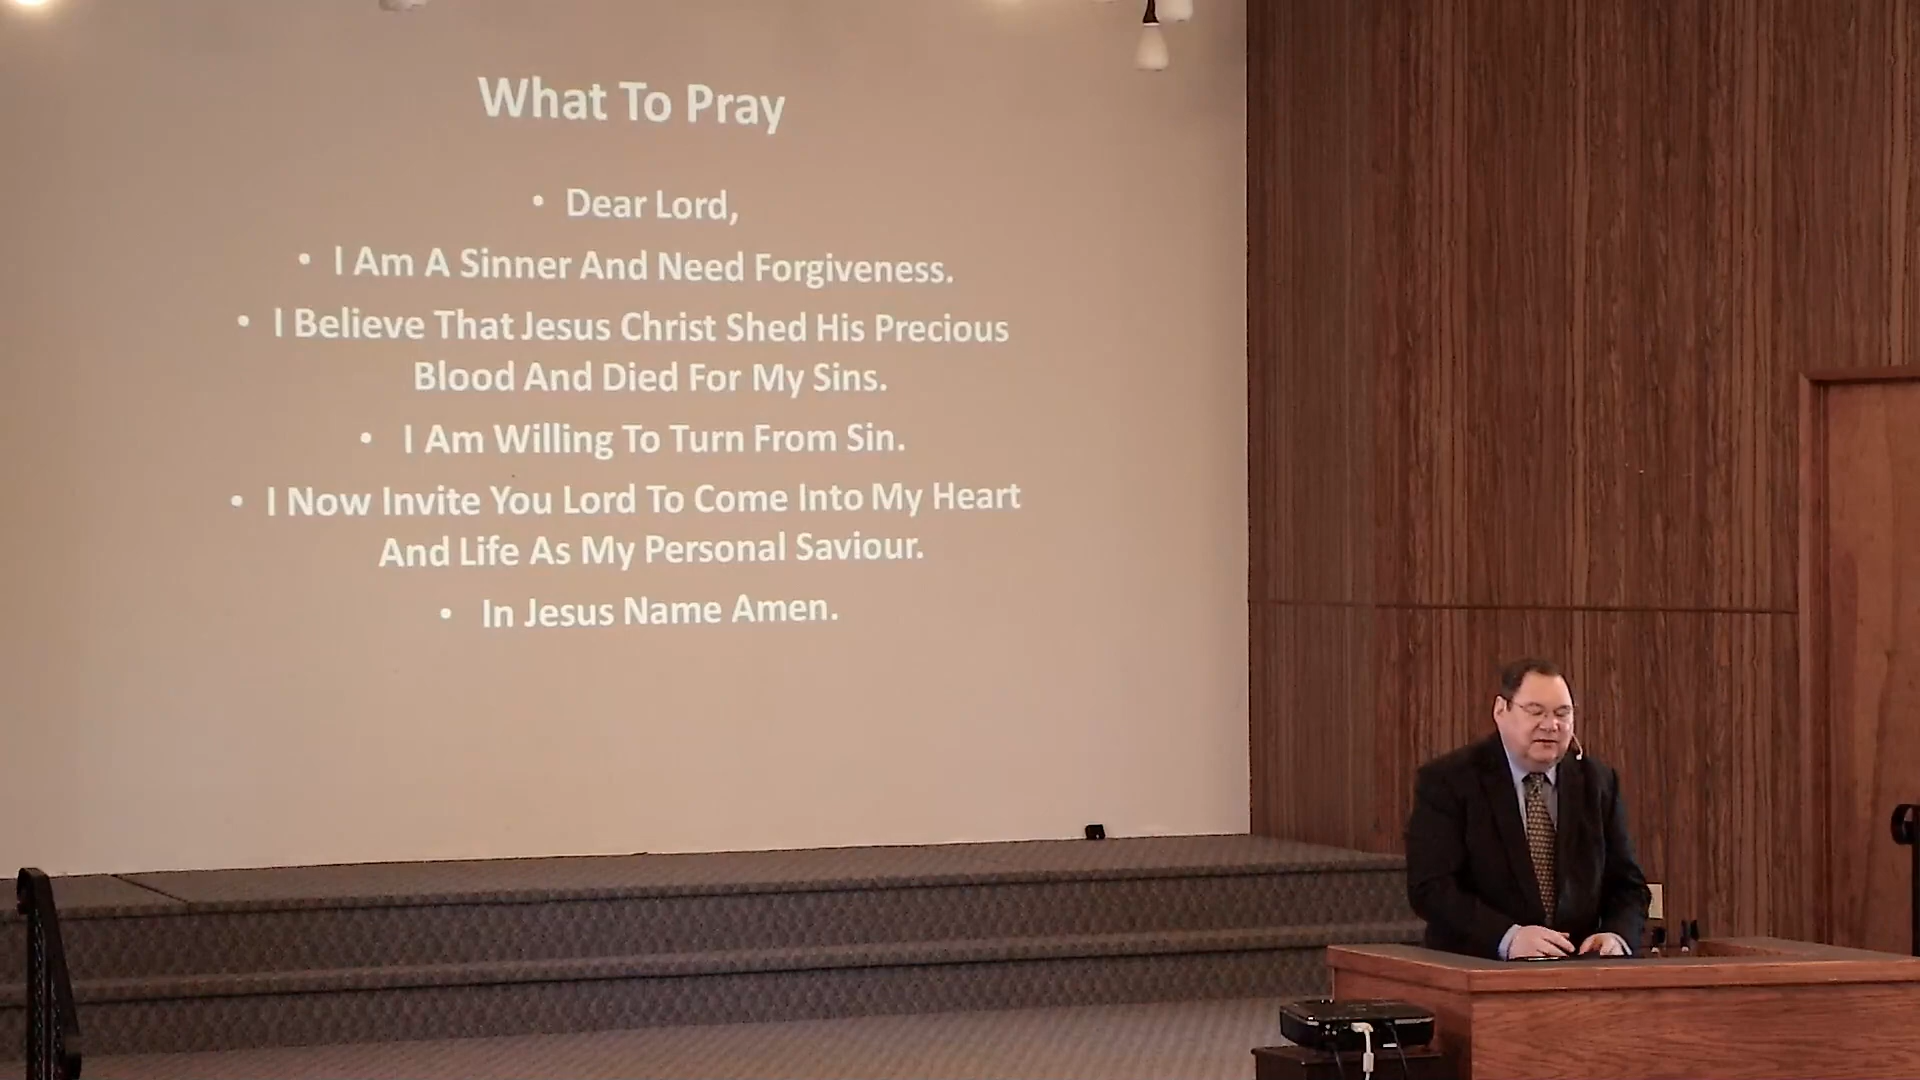 What To Pray
• Dear Lord,
• I Am A Sinner And Need Forgiveness.
• I Believe That Jesus Christ Shed His Precious
Blood And Died For My Sins.
• I Am Willing To Turn From Sin.
• I Now Invite You Lord To Come Into My Heart
And Life As My Personal Saviour.
• In Jesus Name Amen.